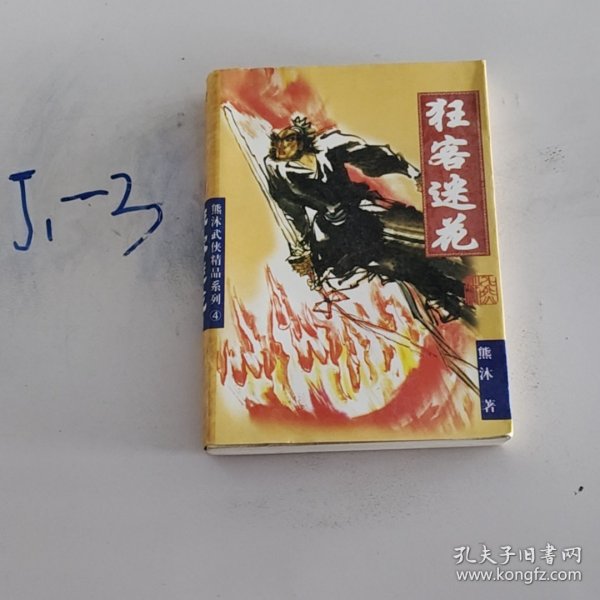 J1-3
狂客迷花
熊沐武侠精品系列④
熊沐 著
孔夫子旧书网
www.kongfz.com